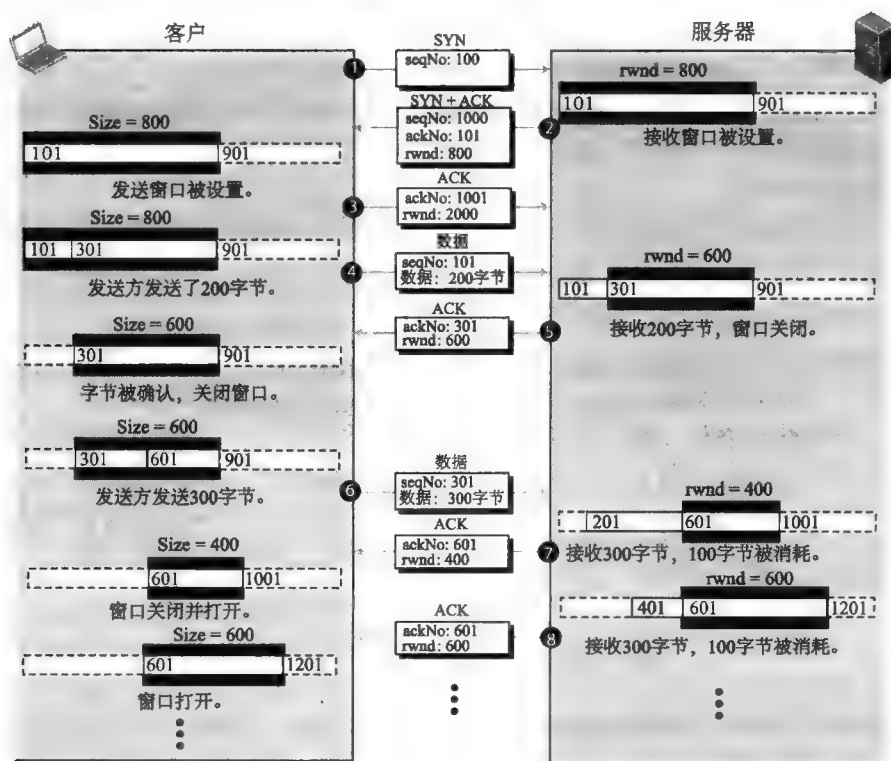 客户
服务器
SYN
❶
seqNo: 100
rwnd = 800
101
901
接收窗口被设置。
SYN + ACK
seqNo: 1000
ackNo: 101
rwnd: 800
❷
Size = 800
101
901
发送窗口被设置。
ACK
❸
ackNo: 1001
rwnd: 2000
Size = 800
101
301
901
发送方发送了200字节。
数据
❹
seqNo: 101
数据：200字节
rwnd = 600
101
301
901
接收200字节，窗口关闭。
ACK
ackNo: 301
rwnd: 600
❺
Size = 600
301
901
字节被确认，关闭窗口。
Size = 600
301
601
901
发送方发送300字节。
数据
❻
seqNo: 301
数据：300字节
rwnd = 400
201
601
1001
接收300字节，100字节被消耗。
ACK
ackNo: 601
rwnd: 400
❼
Size = 400
601
1001
窗口关闭并打开。
rwnd = 600
401
601
1201
接收300字节，100字节被消耗。
ACK
ackNo: 601
rwnd: 600
❽
Size = 600
601
1201
窗口打开。